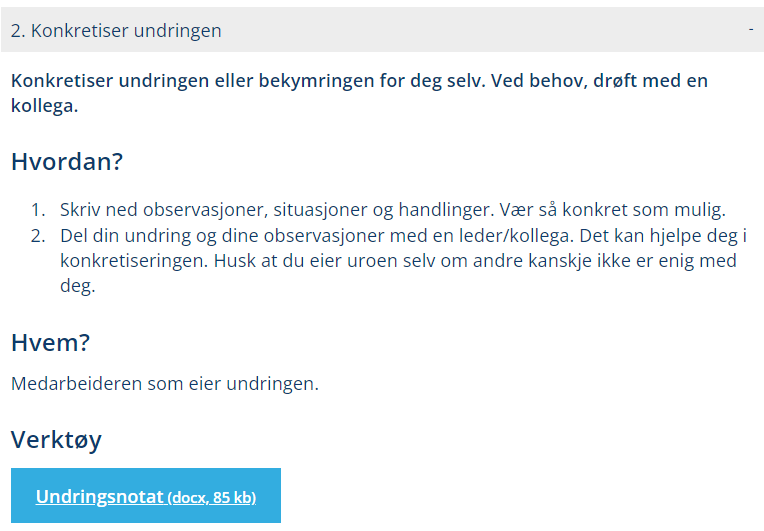 2. Konkretiser undringen -
Konkretiser undringen eller bekymringen for deg selv. Ved behov, drøft med en
kollega.
Hvordan?
1. Skriv ned observasjoner, situasjoner og handlinger. Vær så konkret som mulig.
2. Del din undring og dine observasjoner med en leder/kollega. Det kan hjelpe deg i
konkretiseringen. Husk at du eier uroen selv om andre kanskje ikke er enig med
deg.
Hvem?
Medarbeideren som eier undringen.
Verktøy
Undringsnotat (docx, 85 kb)